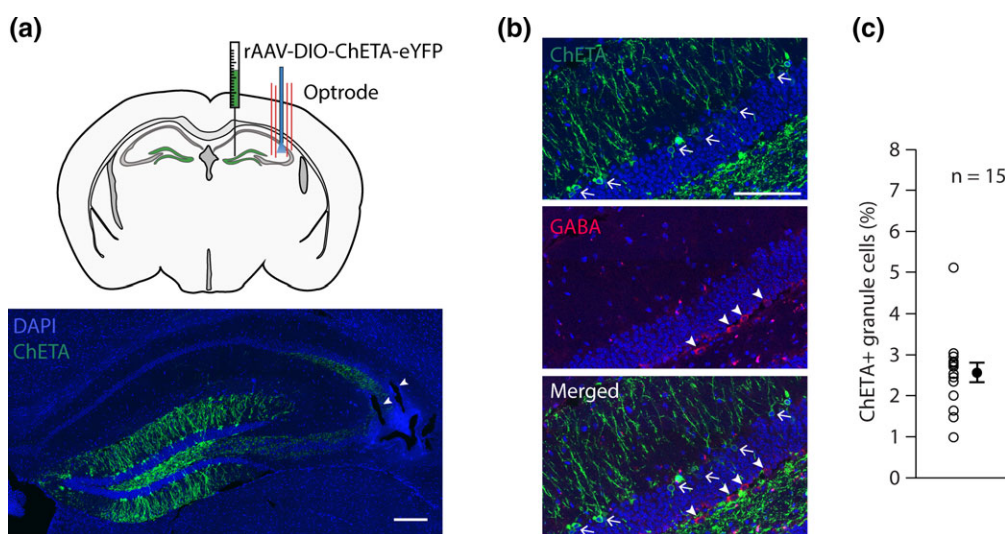 (a)
rAAV-DIO-ChETA-eYFP
Optrode
DAPI
ChETA
(b)
ChETA
GABA
Merged
(c)
ChETA+ granule cells (%)
8
7
6
5
4
3
2
1
0
n = 15